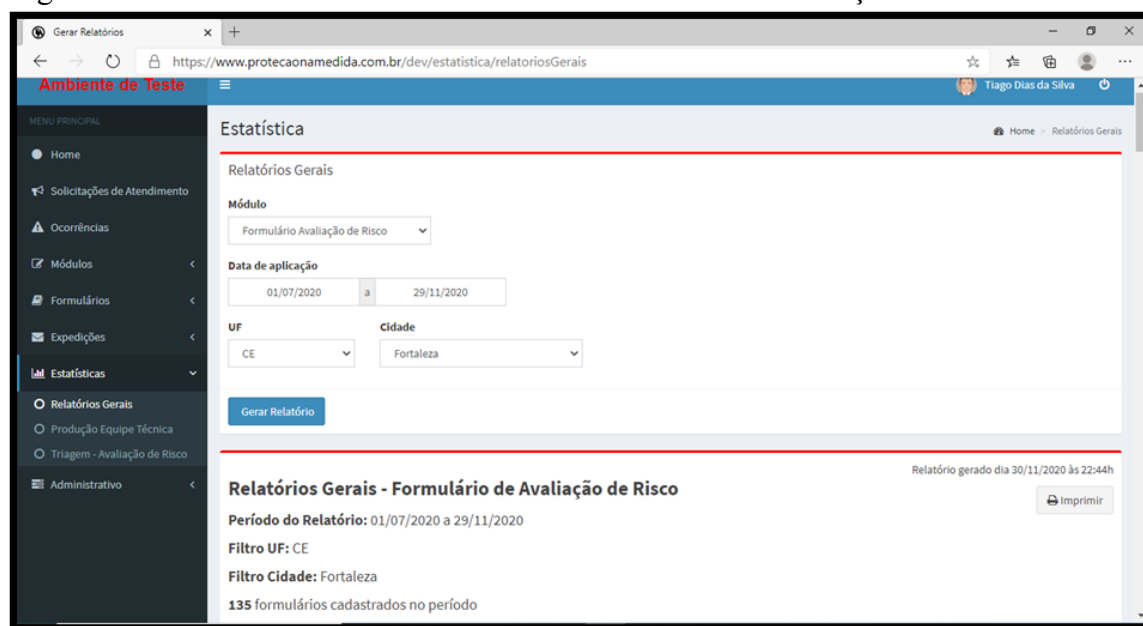 Gerar Relatórios
https://www.protecaonamedida.com.br/dev/estatistica/relatoriosGerais
Ambiente de Teste
Tiago Dias da Silva
MENU PRINCIPAL
Home
Solicitações de Atendimento
Ocorrências
Módulos
Formulários
Expedições
Estatísticas
Relatórios Gerais
Produção Equipe Técnica
Triagem - Avaliação de Risco
Administrativo
Estatística
Home > Relatórios Gerais
Relatórios Gerais
Módulo
Formulário Avaliação de Risco
Data de aplicação
01/07/2020 a 29/11/2020
UF Cidade
CE Fortaleza
Gerar Relatório
Relatório gerado dia 30/11/2020 às 22:44h
Relatórios Gerais - Formulário de Avaliação de Risco
Imprimir
Período do Relatório: 01/07/2020 a 29/11/2020
Filtro UF: CE
Filtro Cidade: Fortaleza
135 formulários cadastrados no período